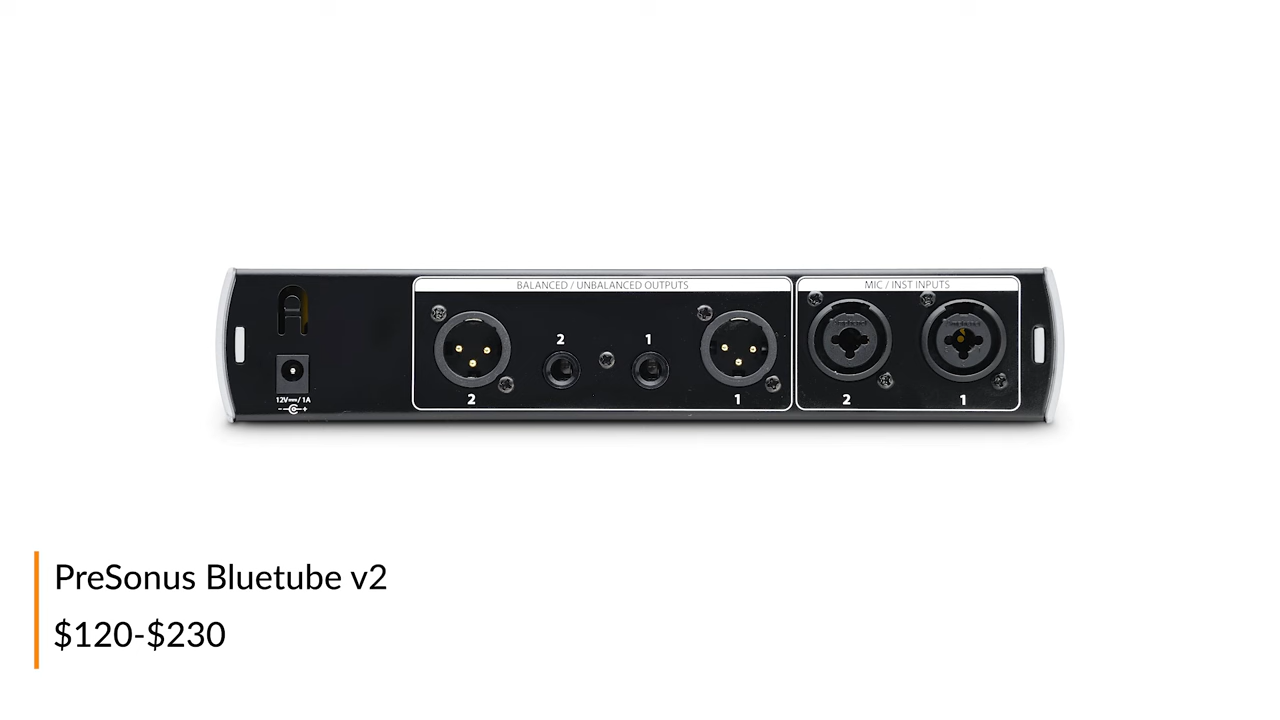 BALANCED / UNBALANCED OUTPUTS
MIC / INST INPUTS
2
1
12V⎓/1A
- +
2
1
2
1
PreSonus Bluetube v2
$120-$230